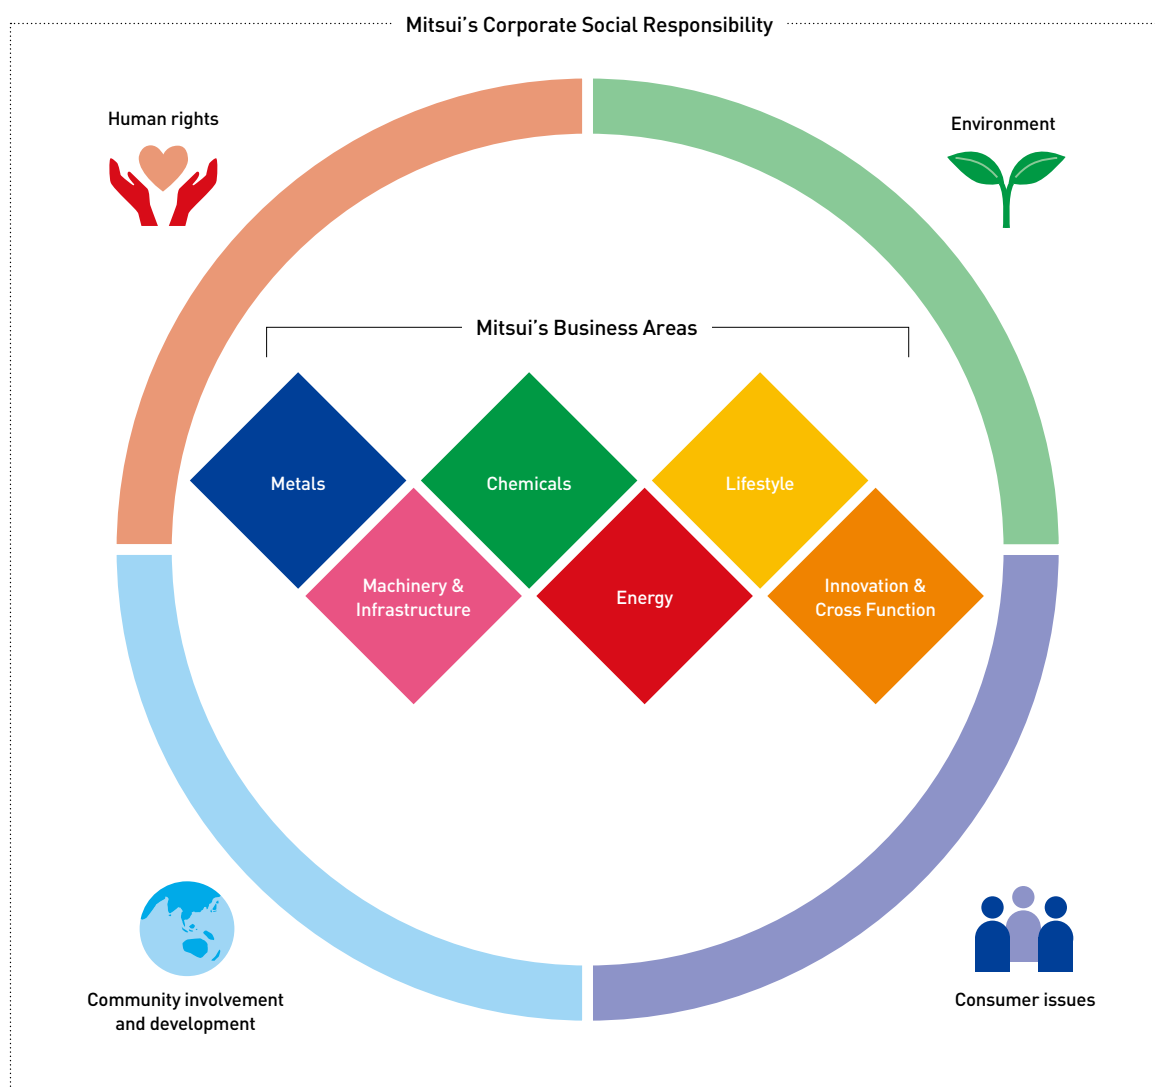 Mitsui’s Corporate Social Responsibility
Human rights
Environment
Mitsui’s Business Areas
Metals
Chemicals
Lifestyle
Machinery &
Infrastructure
Energy
Innovation &
Cross Function
Community involvement
and development
Consumer issues